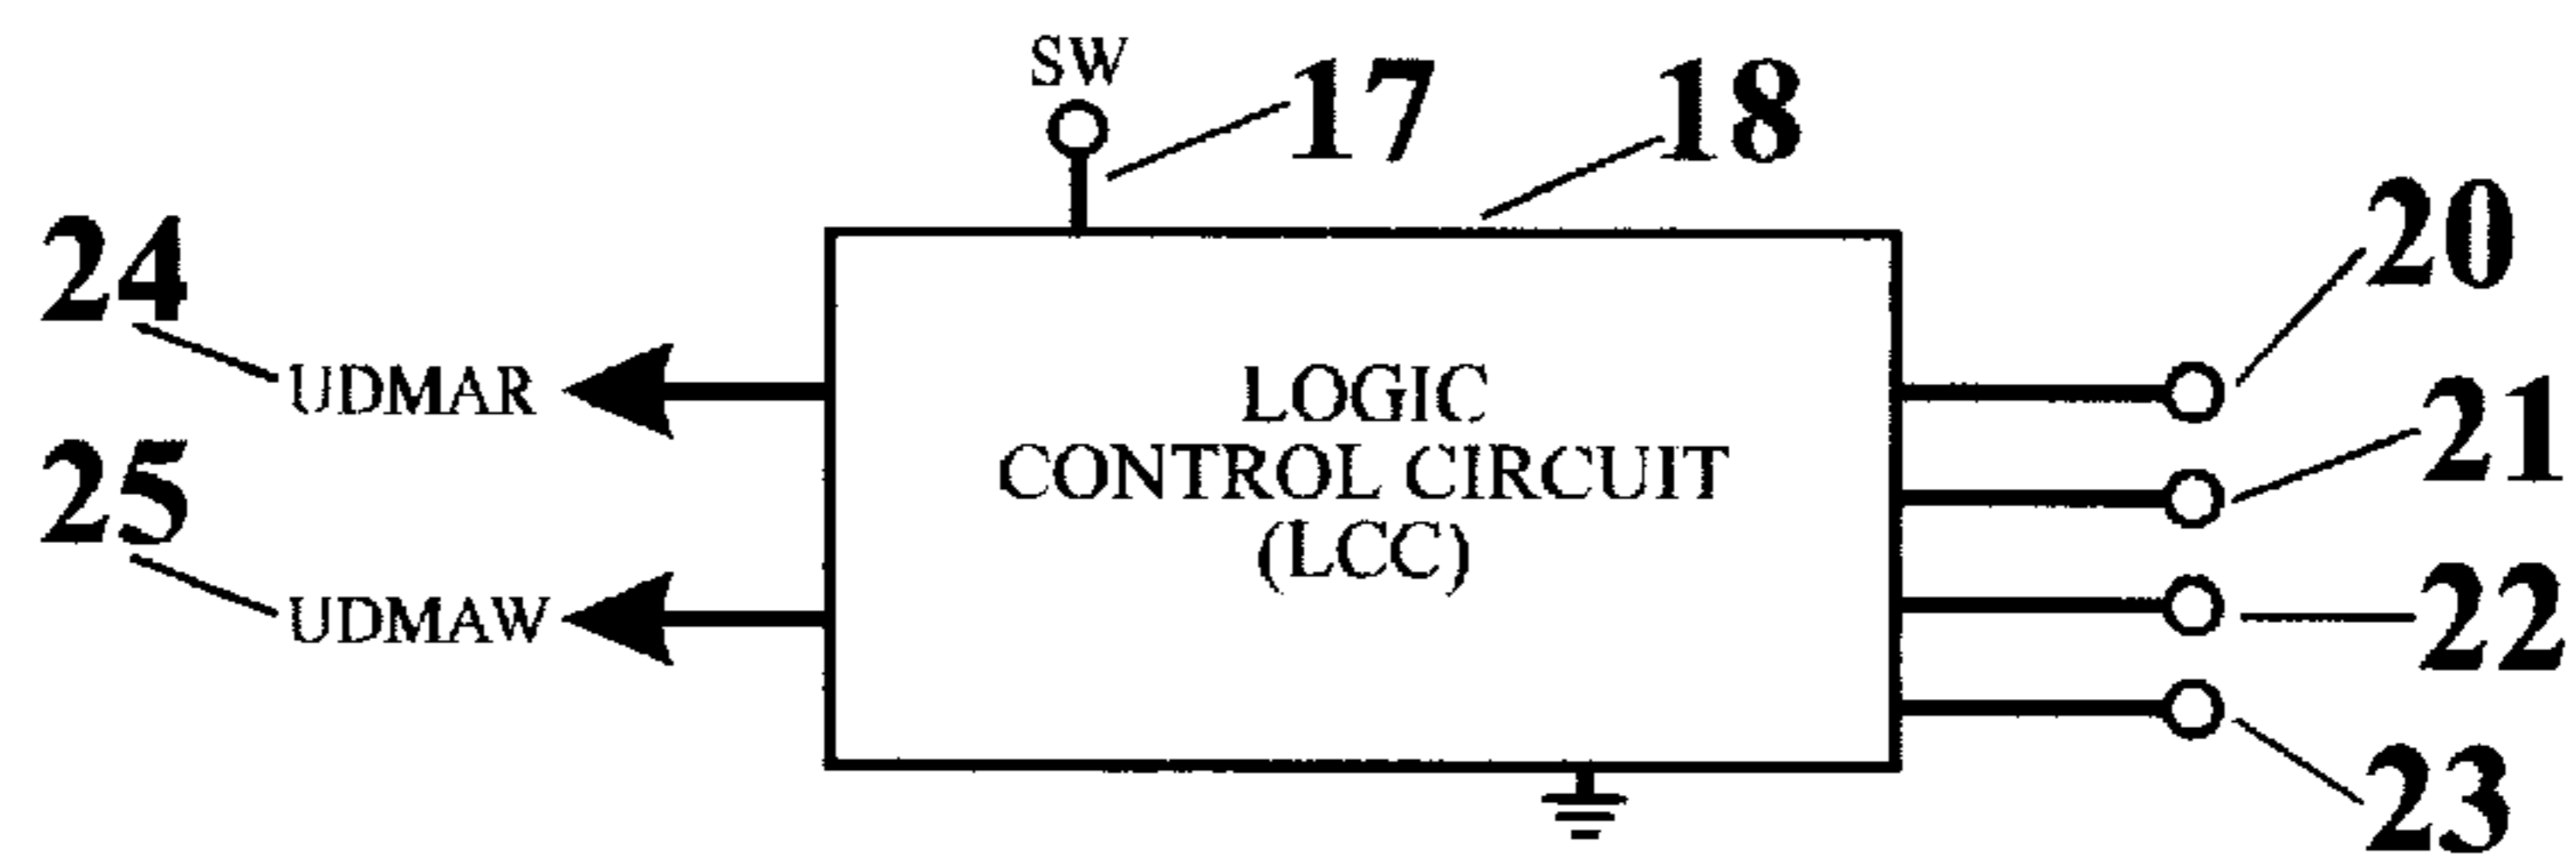 SW
17
18
20
24
UDMAR
LOGIC
CONTROL CIRCUIT
(LCC)
21
25
UDMAW
22
23